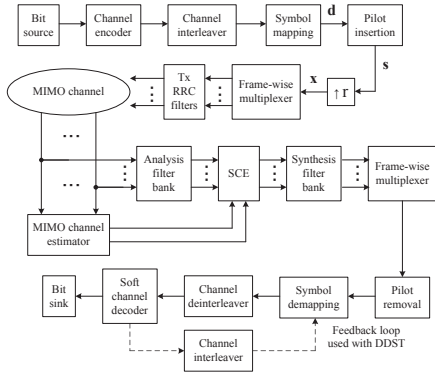 Bit source
Channel encoder
Channel interleaver
Symbol mapping
d
Pilot insertion
s
MIMO channel
Tx RRC filters
Frame-wise multiplexer
x
↑ r
...
...
Analysis filter bank
SCE
Synthesis filter bank
Frame-wise multiplexer
MIMO channel estimator
Bit sink
Soft channel decoder
Channel deinterleaver
Symbol demapping
Pilot removal
Channel interleaver
Feedback loop
used with DDST